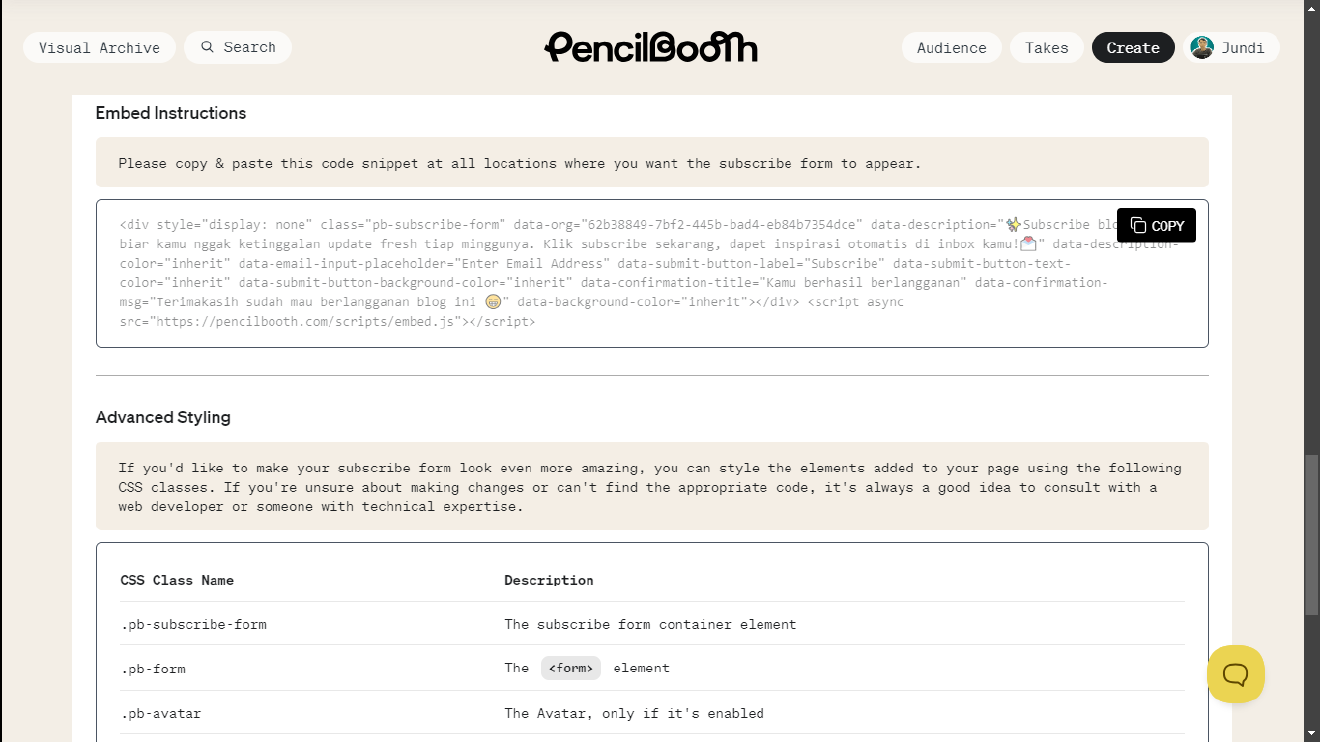 Visual Archive
Search
PencilBooth
Audience
Takes
Create
Jundi
Embed Instructions
Please copy & paste this code snippet at all locations where you want the subscribe form to appear.
<div style="display: none" class="pb-subscribe-form" data-org="62b38849-7bf2-445b-bad4-eb84b7354dce" data-description="✨Subscribe
COPY
biar kamu nggak ketinggalan update fresh tiap minggunya. Klik subscribe sekarang, dapet inspirasi otomatis di inbox kamu!💌" data-description-
color="inherit" data-email-input-placeholder="Enter Email Address" data-submit-button-label="Subscribe" data-submit-button-text-
color="inherit" data-submit-button-background-color="inherit" data-confirmation-title="Kamu berhasil berlangganan" data-confirmation-
msg="Terimakasih sudah mau berlangganan blog ini 😁" data-background-color="inherit"></div> <script async
src="https://pencilbooth.com/scripts/embed.js"></script>
Advanced Styling
If you'd like to make your subscribe form look even more amazing, you can style the elements added to your page using the following
CSS classes. If you're unsure about making changes or can't find the appropriate code, it's always a good idea to consult with a
web developer or someone with technical expertise.
CSS Class Name Description
.pb-subscribe-form The subscribe form container element
.pb-form The <form> element
.pb-avatar The Avatar, only if it's enabled